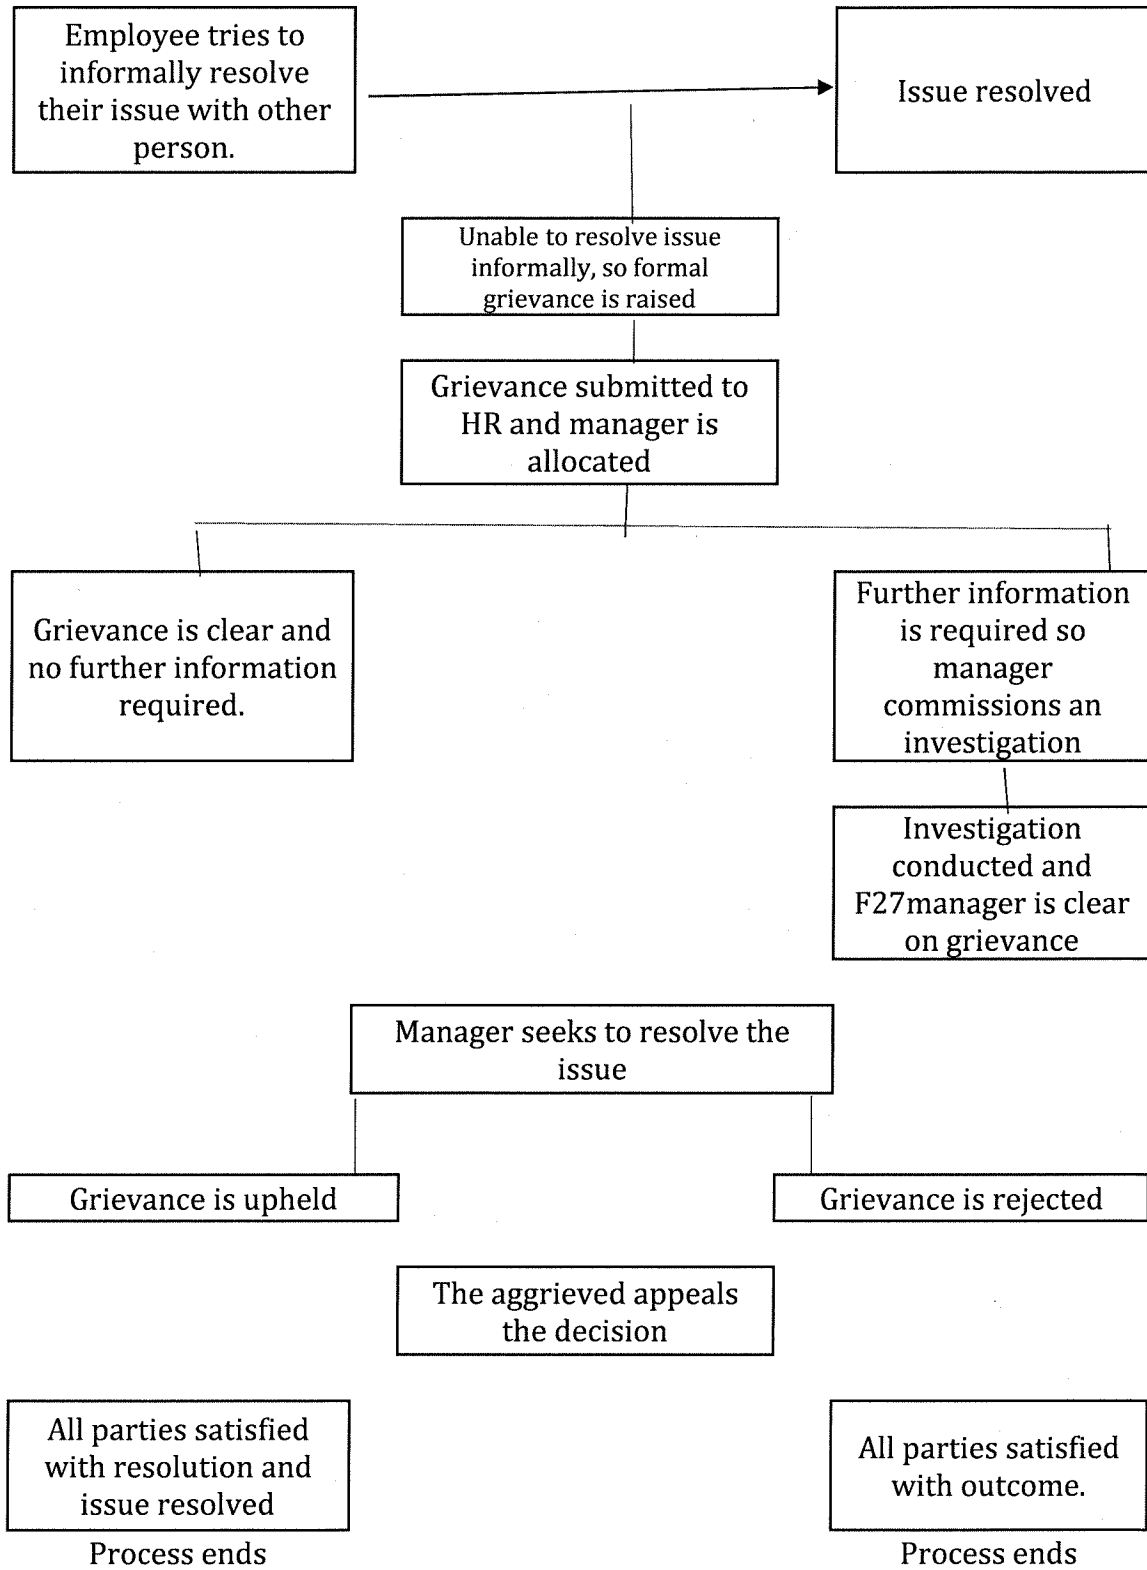 Employee tries to
informally resolve
their issue with other
person.
Issue resolved
Unable to resolve issue
informally, so formal
grievance is raised
Grievance submitted to
HR and manager is
allocated
Grievance is clear and
no further information
required.
Further information
is required so
manager
commissions an
investigation
Investigation
conducted and
F27manager is clear
on grievance
Manager seeks to resolve the
issue
Grievance is upheld
Grievance is rejected
The aggrieved appeals
the decision
All parties satisfied
with resolution and
issue resolved
Process ends
All parties satisfied
with outcome.
Process ends